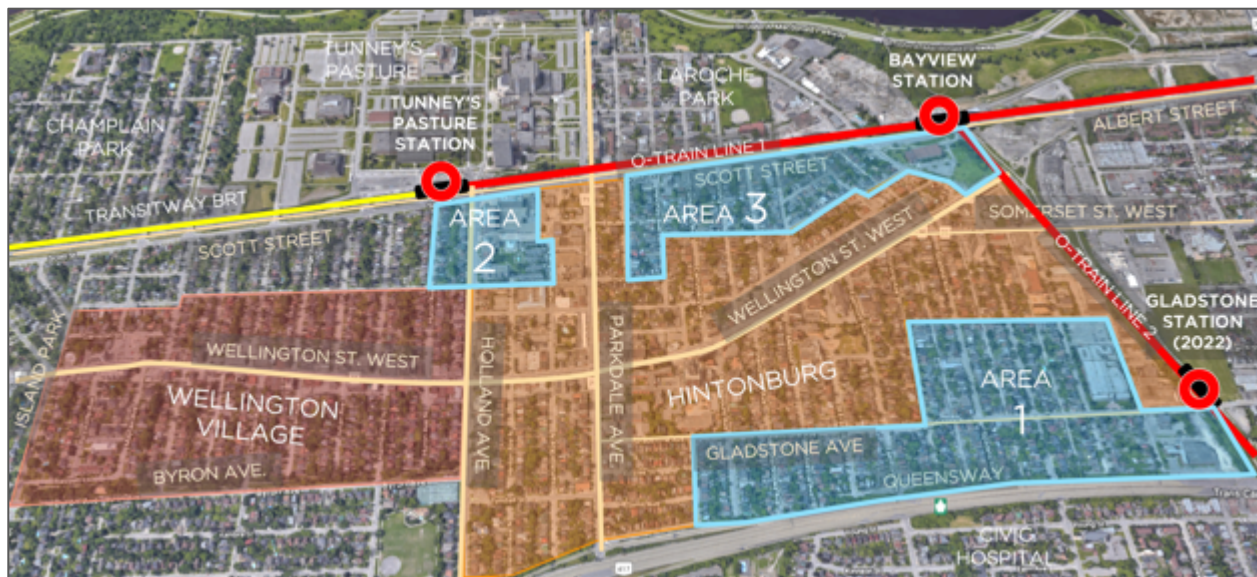 TUNNEY'S
PASTURE
LAROCHE
PARK
BAYVIEW
STATION
TUNNEY'S
PASTURE
STATION
CHAMPLAIN
PARK
ALBERT STREET
O-TRAIN LINE 1
SCOTT STREET
TRANSITWAY BRT
SCOTT STREET
AREA
2
AREA 3
SOMERSET ST. WEST
WELLINGTON ST. WEST
O-TRAIN LINE 2
GLADSTONE
STATION
(2022)
ISLAND PARK
WELLINGTON ST. WEST
HOLLAND AVE
PARKDALE AVE
HINTONBURG
AREA
1
WELLINGTON
VILLAGE
GLADSTONE AVE
BYRON AVE.
QUEENSWAY
CIVIC
HOSPITAL
417